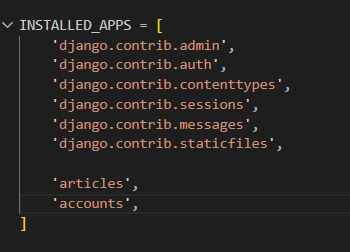 INSTALLED_APPS = [
    'django.contrib.admin',
    'django.contrib.auth',
    'django.contrib.contenttypes',
    'django.contrib.sessions',
    'django.contrib.messages',
    'django.contrib.staticfiles',

    'articles',
    'accounts',
]